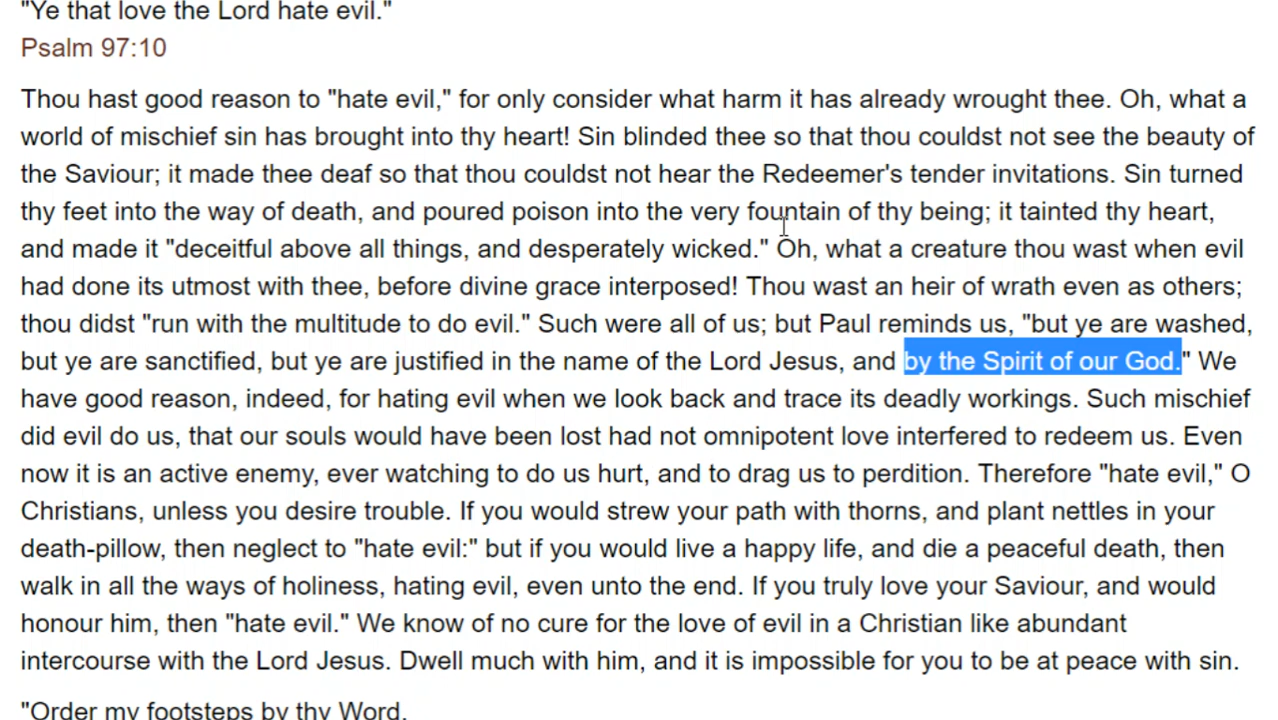 "Ye that love the Lord hate evil."
Psalm 97:10
Thou hast good reason to "hate evil," for only consider what harm it has already wrought thee. Oh, what a
world of mischief sin has brought into thy heart! Sin blinded thee so that thou couldst not see the beauty of
the Saviour; it made thee deaf so that thou couldst not hear the Redeemer's tender invitations. Sin turned
thy feet into the way of death, and poured poison into the very fountain of thy being; it tainted thy heart,
and made it "deceitful above all things, and desperately wicked." Oh, what a creature thou wast when evil
had done its utmost with thee, before divine grace interposed! Thou wast an heir of wrath even as others;
thou didst "run with the multitude to do evil." Such were all of us; but Paul reminds us, "but ye are washed,
but ye are sanctified, but ye are justified in the name of the Lord Jesus, and by the Spirit of our God." We
have good reason, indeed, for hating evil when we look back and trace its deadly workings. Such mischief
did evil do us, that our souls would have been lost had not omnipotent love interfered to redeem us. Even
now it is an active enemy, ever watching to do us hurt, and to drag us to perdition. Therefore "hate evil," O
Christians, unless you desire trouble. If you would strew your path with thorns, and plant nettles in your
death-pillow, then neglect to "hate evil:" but if you would live a happy life, and die a peaceful death, then
walk in all the ways of holiness, hating evil, even unto the end. If you truly love your Saviour, and would
honour him, then "hate evil." We know of no cure for the love of evil in a Christian like abundant
intercourse with the Lord Jesus. Dwell much with him, and it is impossible for you to be at peace with sin.
"Order my footsteps by thy Word,